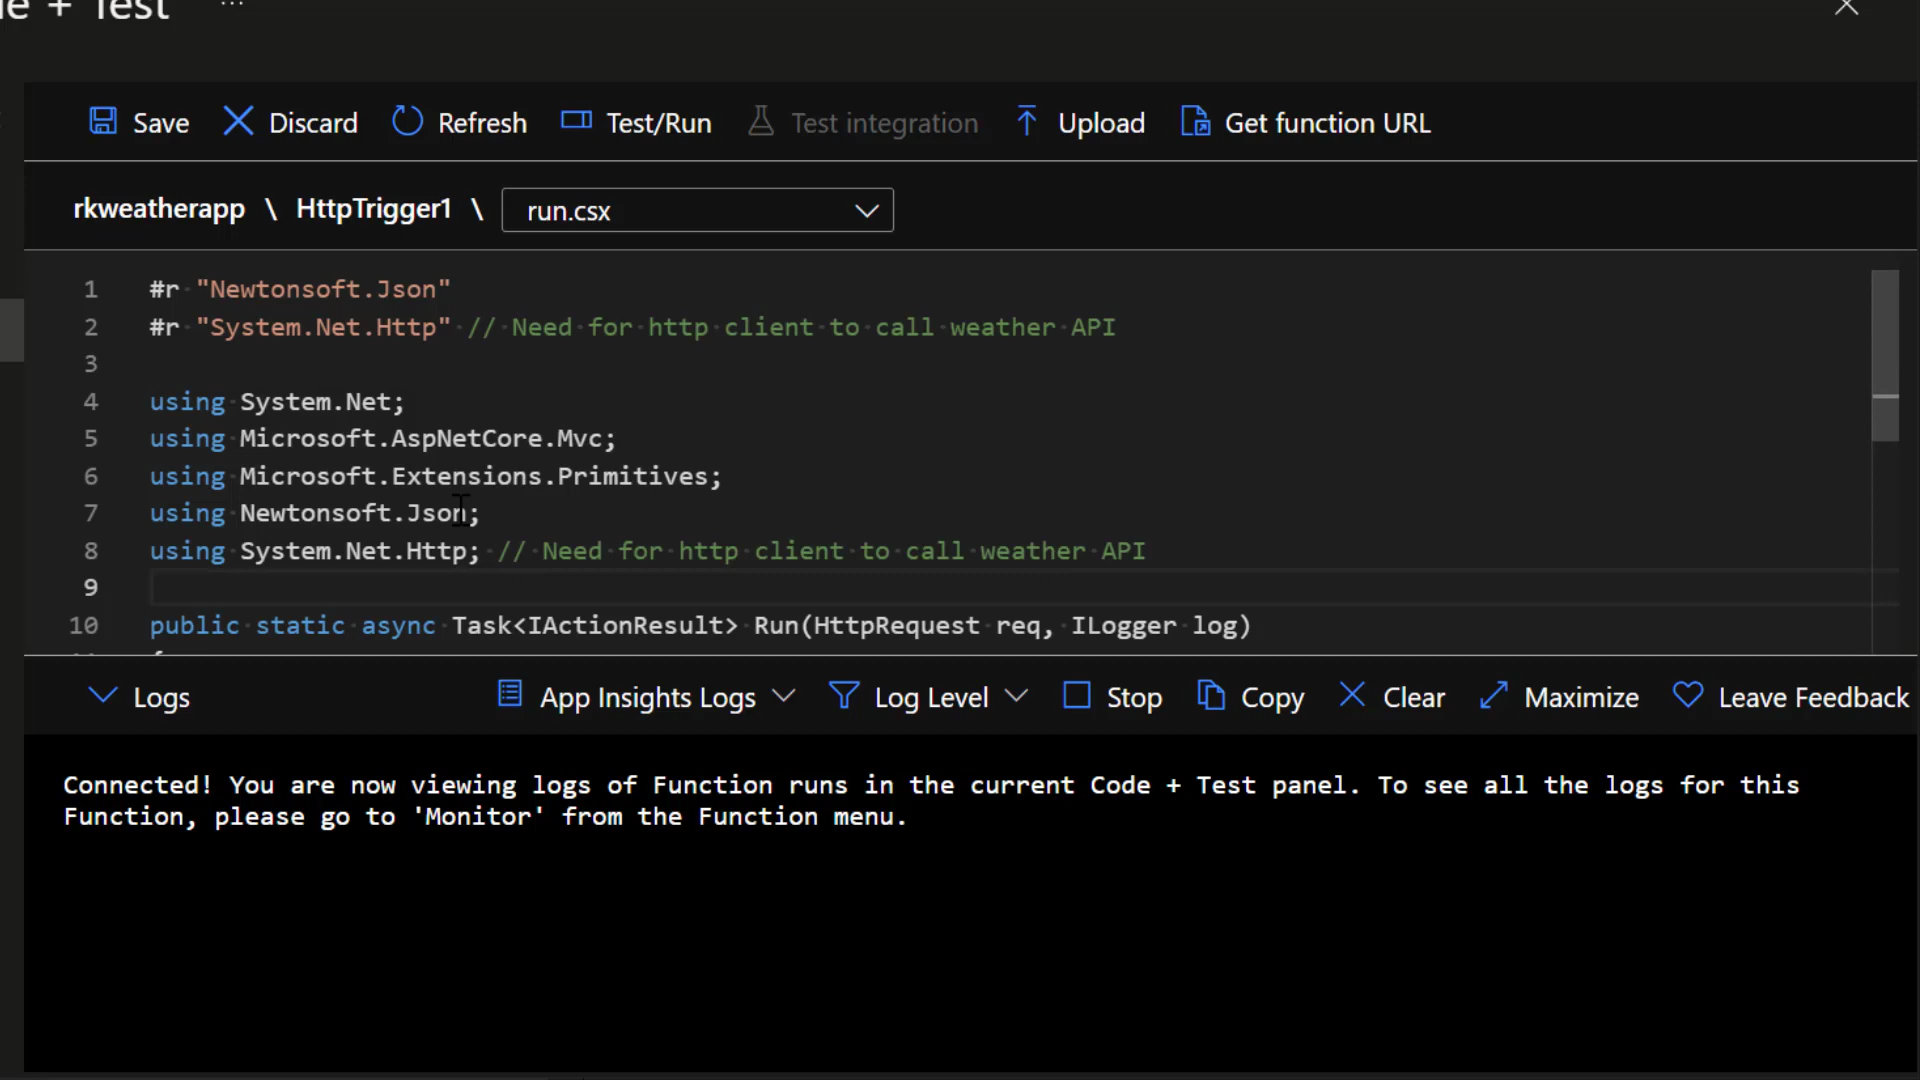 e + Test ...
Save Discard Refresh Test/Run Test integration Upload Get function URL
rkweatherapp \ HttpTrigger1 \ run.csx
1 #r "Newtonsoft.Json"
2 #r "System.Net.Http" // Need for http client to call weather API
3
4 using System.Net;
5 using Microsoft.AspNetCore.Mvc;
6 using Microsoft.Extensions.Primitives;
7 using Newtonsoft.Json;
8 using System.Net.Http; // Need for http client to call weather API
9
10 public static async Task<IActionResult> Run(HttpRequest req, ILogger log)
Logs App Insights Logs Log Level Stop Copy Clear Maximize Leave Feedback
Connected! You are now viewing logs of Function runs in the current Code + Test panel. To see all the logs for this
Function, please go to 'Monitor' from the Function menu.